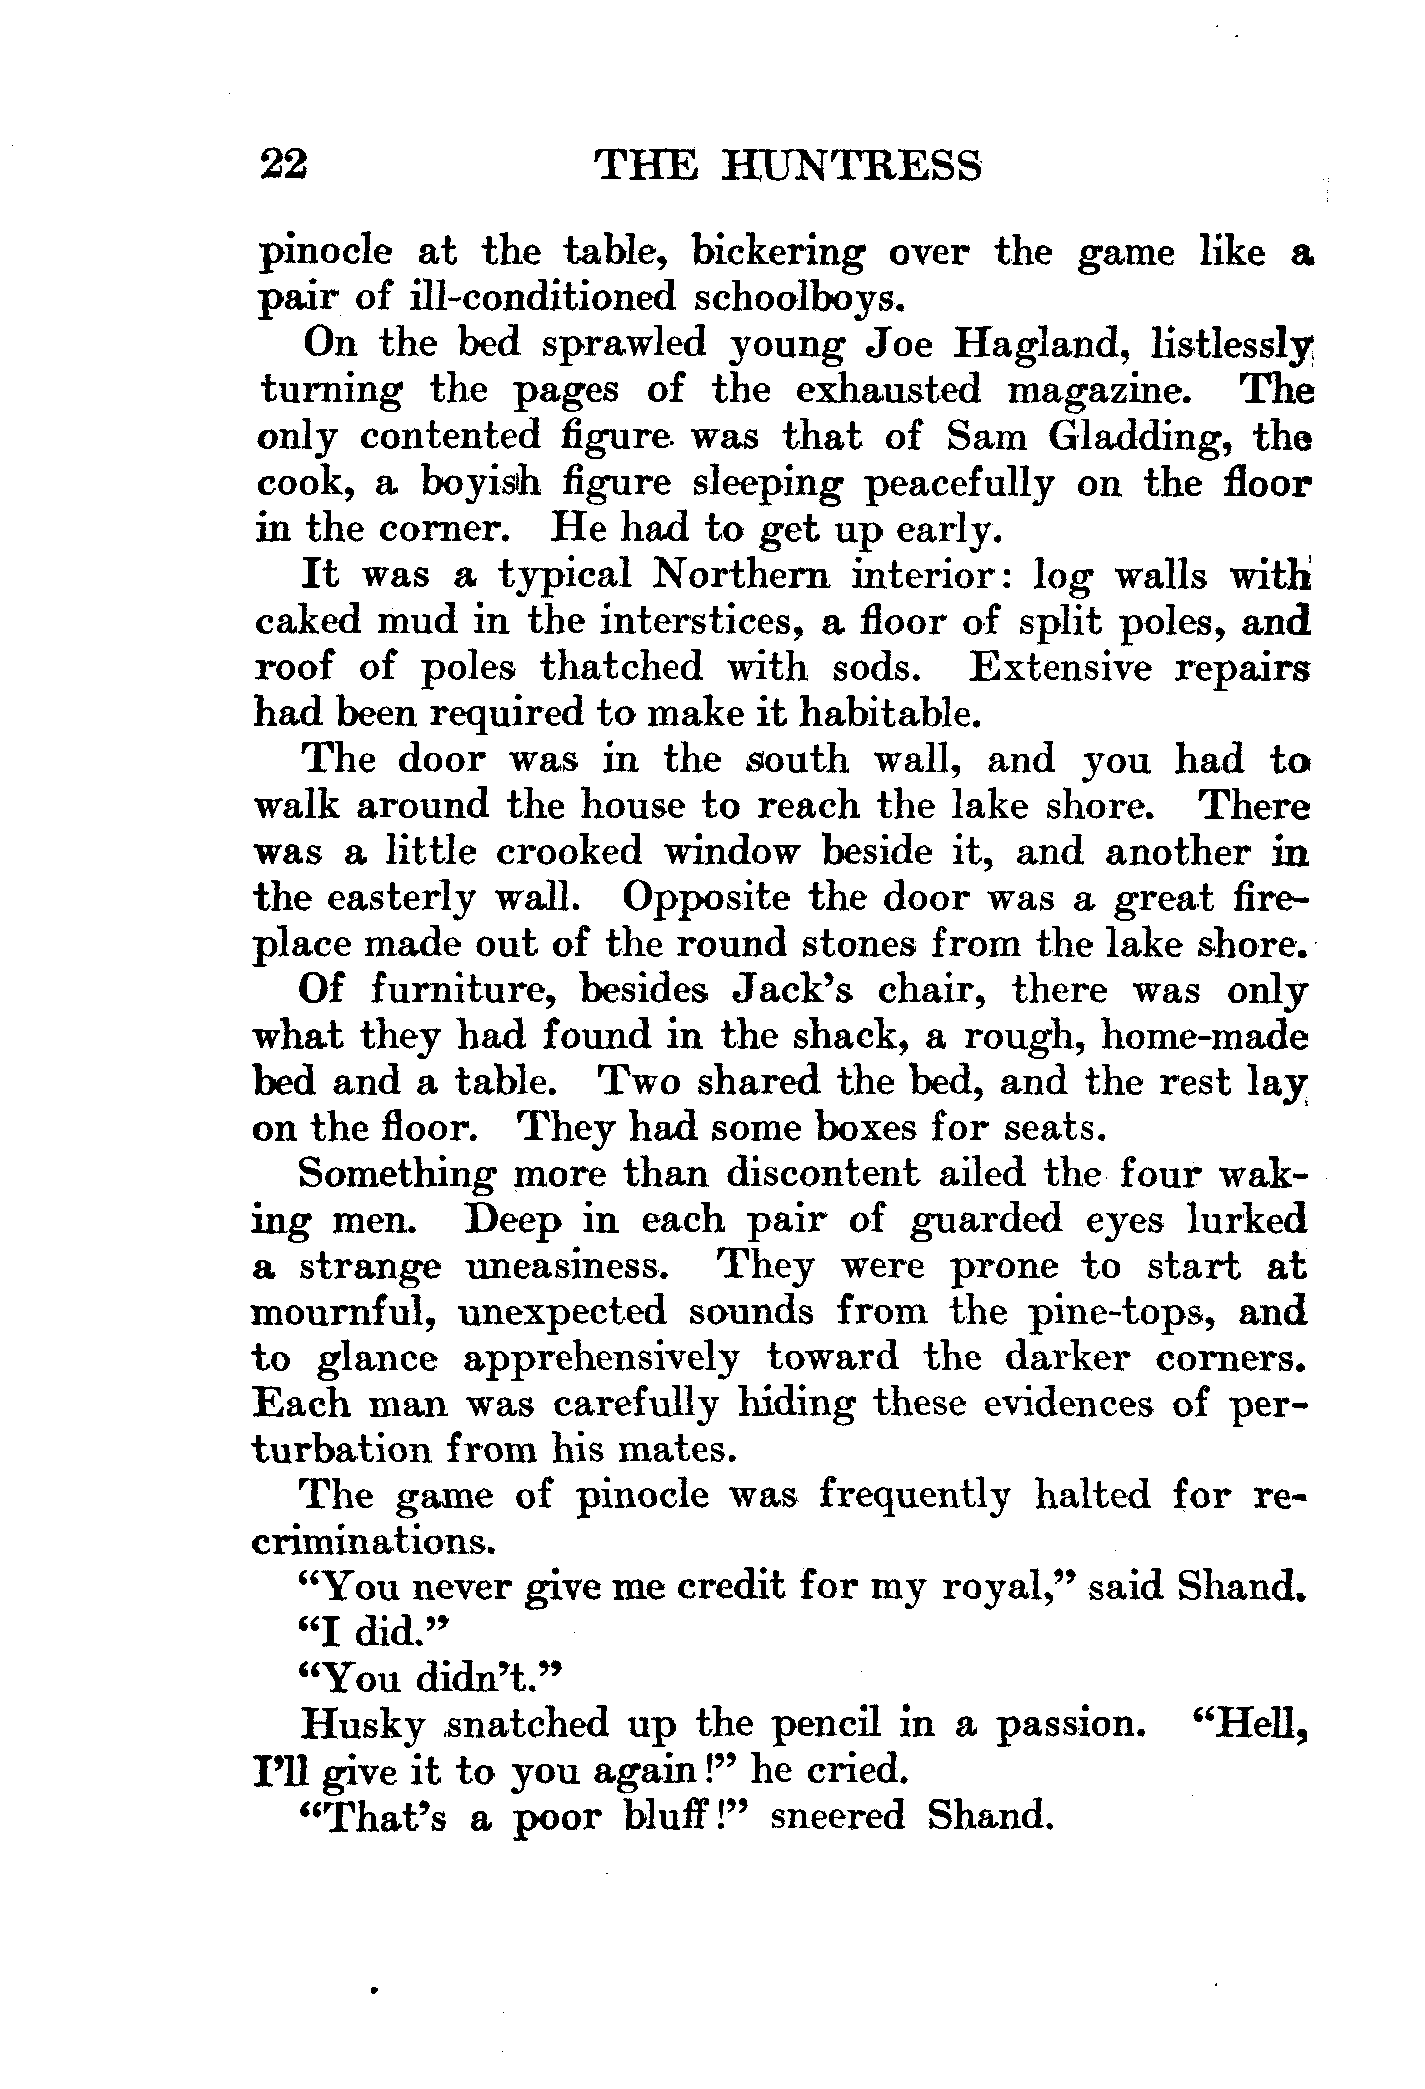 22 THE HUNTRESS
pinocle at the table, bickering over the game like a
pair of ill-conditioned schoolboys.
On the bed sprawled young Joe Hagland, listlessly
turning the pages of the exhausted magazine. The
only contented figure was that of Sam Gladding, the
cook, a boyish figure sleeping peacefully on the floor
in the corner. He had to get up early.
It was a typical Northern interior: log walls with
caked mud in the interstices, a floor of split poles, and
roof of poles thatched with sods. Extensive repairs
had been required to make it habitable.
The door was in the south wall, and you had to
walk around the house to reach the lake shore. There
was a little crooked window beside it, and another in
the easterly wall. Opposite the door was a great fire-
place made out of the round stones from the lake shore.
Of furniture, besides Jack's chair, there was only
what they had found in the shack, a rough, home-made
bed and a table. Two shared the bed, and the rest lay
on the floor. They had some boxes for seats.
Something more than discontent ailed the four wak-
ing men. Deep in each pair of guarded eyes lurked
a strange uneasiness. They were prone to start at
mournful, unexpected sounds from the pine-tops, and
to glance apprehensively toward the darker corners.
Each man was carefully hiding these evidences of per-
turbation from his mates.
The game of pinocle was frequently halted for re-
criminations.
"You never give me credit for my royal," said Shand.
"I did."
"You didn't."
Husky snatched up the pencil in a passion. "Hell,
I'll give it to you again!" he cried.
"That's a poor bluff!" sneered Shand.